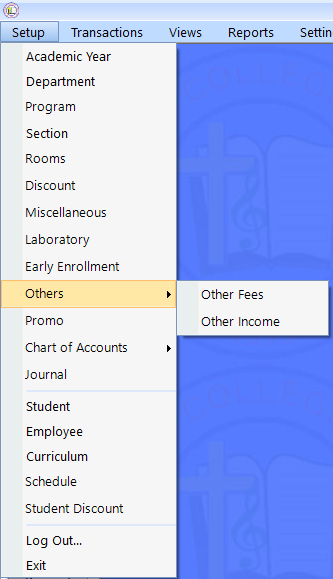 Setup Transactions Views Reports Settin
Academic Year
Department
Program
Section
Rooms
Discount
Miscellaneous
Laboratory
Early Enrollment
Others
Other Fees
Other Income
Promo
Chart of Accounts
Journal
Student
Employee
Curriculum
Schedule
Student Discount
Log Out...
Exit